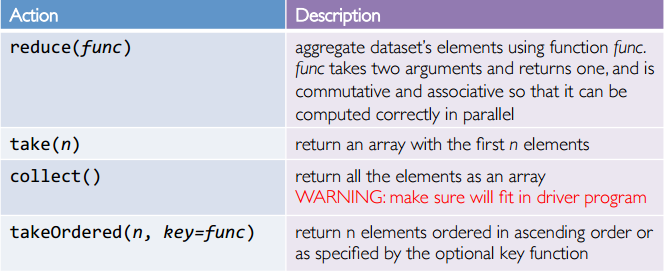 Action Description
reduce(func) aggregate dataset's elements using function func.
func takes two arguments and returns one, and is
commutative and associative so that it can be
computed correctly in parallel
take(n) return an array with the first n elements
collect() return all the elements as an array
WARNING: make sure will fit in driver program
takeOrdered(n, key=func) return n elements ordered in ascending order or
as specified by the optional key function